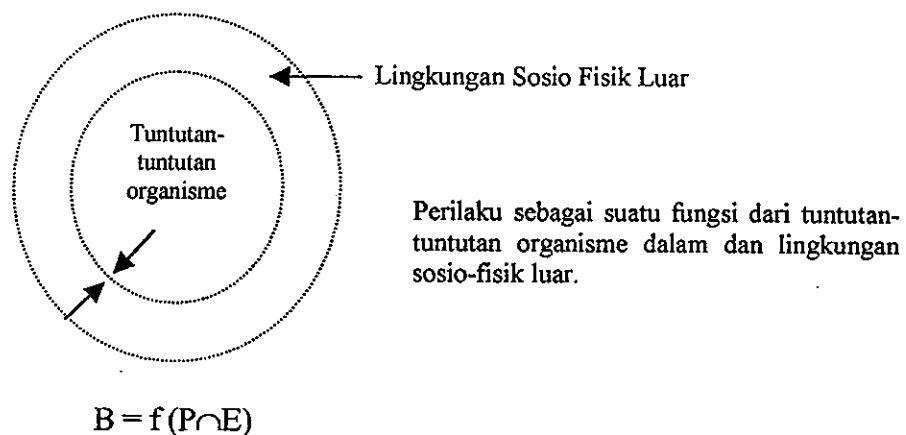 Lingkungan Sosio Fisik Luar
Tuntutan-
tuntutan
organisme
Perilaku sebagai suatu fungsi dari tuntutan-
tuntutan organisme dalam dan lingkungan
sosio-fisik luar.
B = f (P∩E)